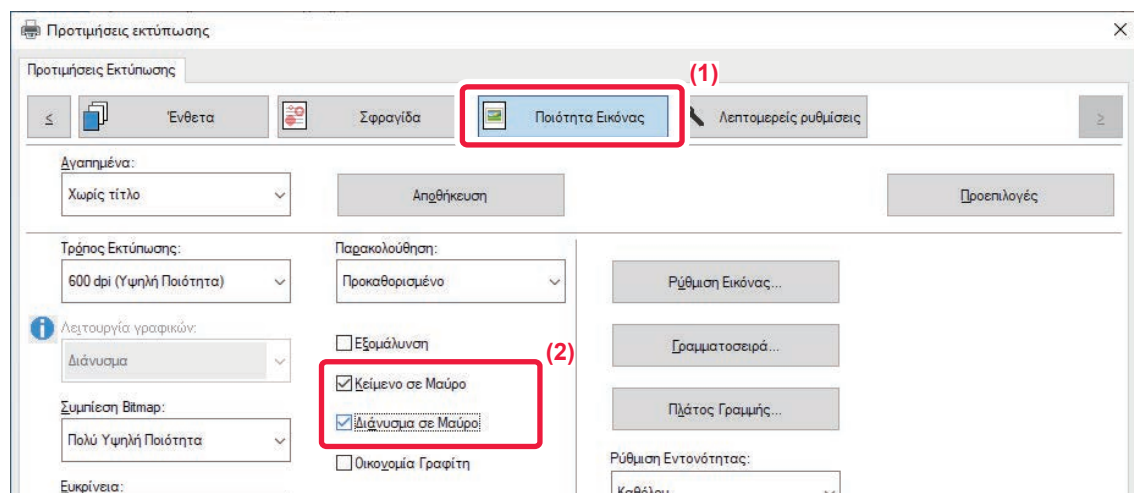 Προτιμήσεις εκτύπωσης
Προτιμήσεις Εκτύπωσης
(1)
≤ Ένθετα Σφραγίδα Ποιότητα Εικόνας Λεπτομερείς ρυθμίσεις ≥
Αγαπημένα:
Χωρίς τίτλο Αποθήκευση Προεπιλογές
Τρόπος Εκτύπωσης: Παρακολούθηση:
600 dpi (Υψηλή Ποιότητα) Προκαθορισμένο Ρύθμιση Εικόνας...
Λειτουργία γραφικών:
Διάνυσμα Εξομάλυνση Γραμματοσειρά...
(2)
Κείμενο σε Μαύρο
Συμπίεση Bitmap: Διάνυσμα σε Μαύρο Πλάτος Γραμμής...
Πολύ Υψηλή Ποιότητα
Οικονομία Γραφίτη Ρύθμιση Εντονότητας:
Ευκρίνεια: Καθόλου